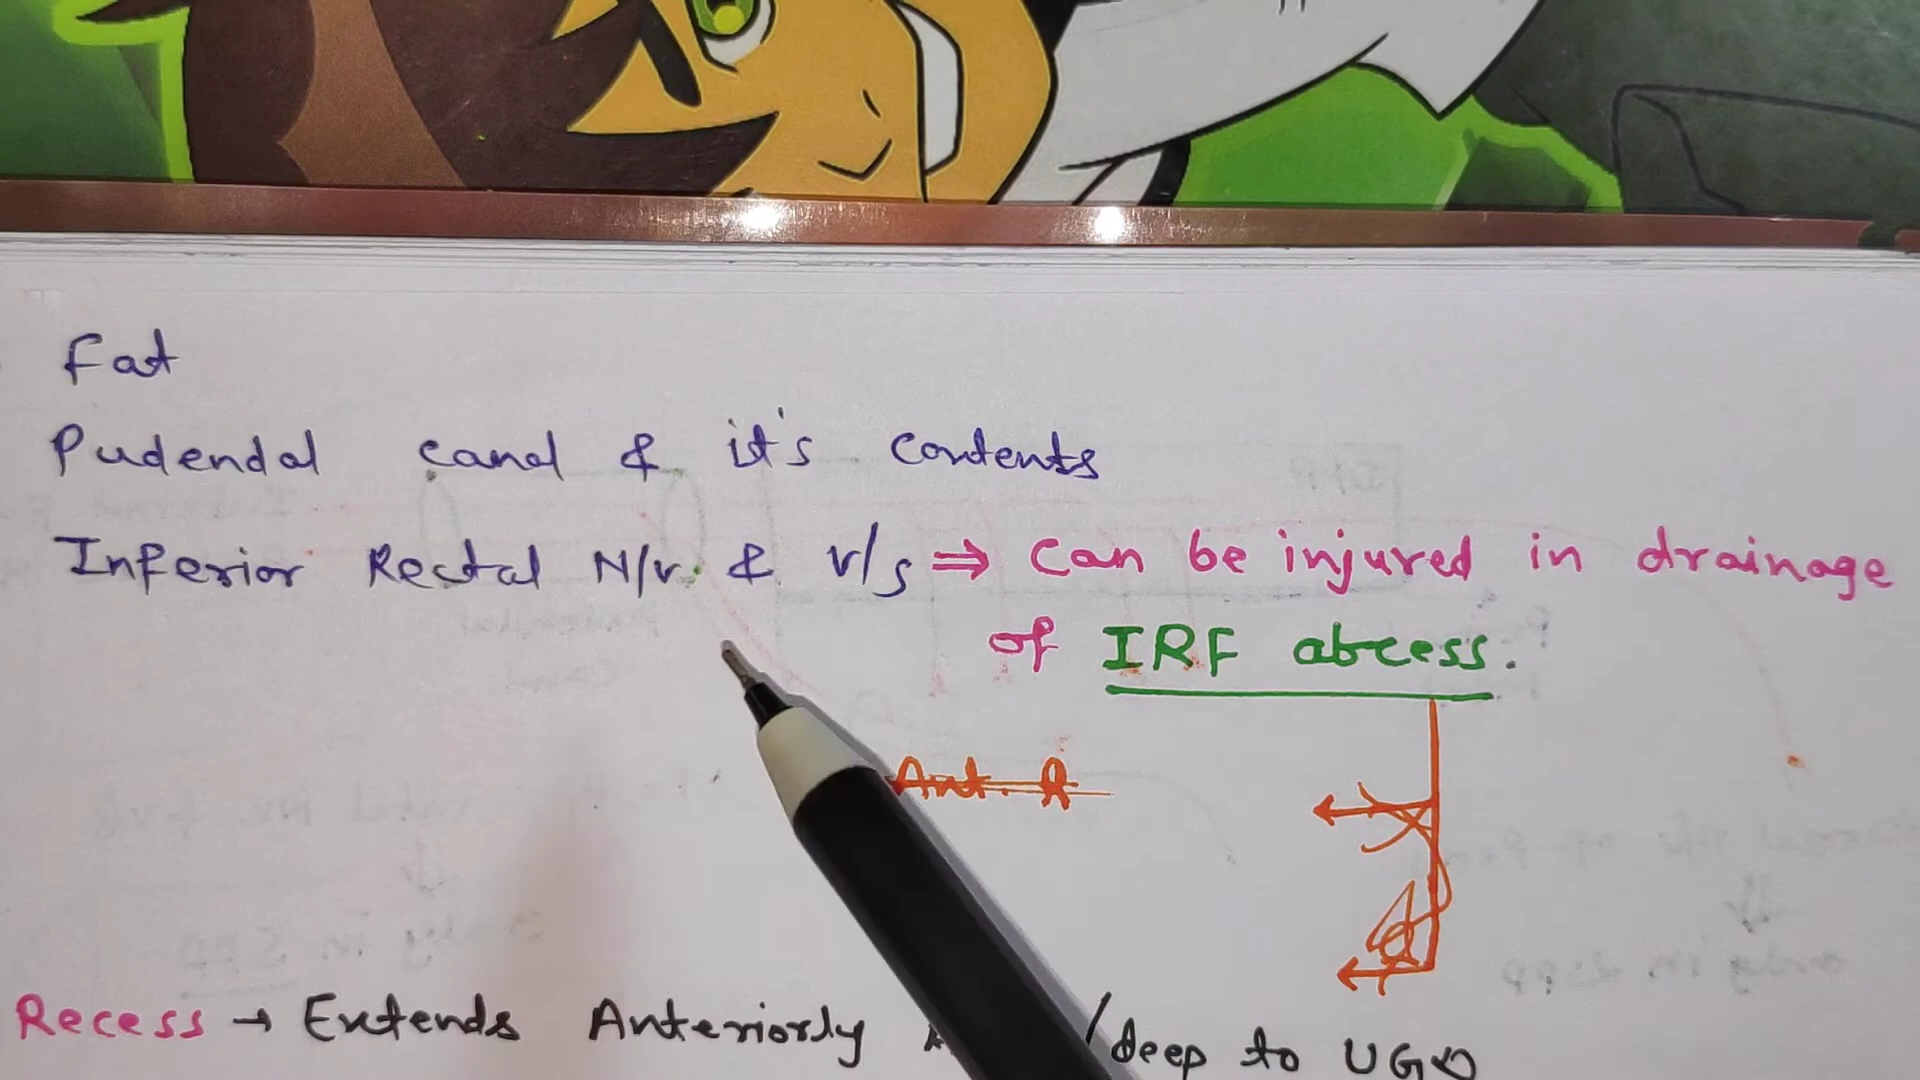 Fat
Pudendal canal & it's contents
Inferior Rectal N/v. & v/s ⇒ Can be injured in drainage
of IRF abcess.
Ant. R
Recess → Extends Anteriorly /deep to UGD